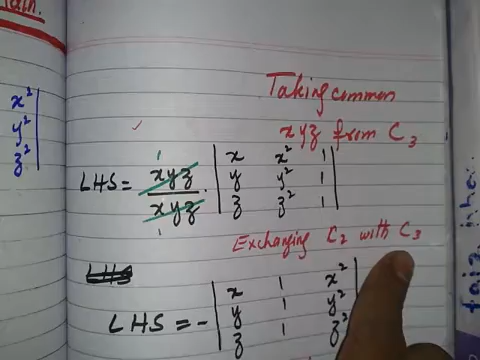 x²
y²
z²
Taking common
xyz from C₃
LHS = xyz/xyz · | x x² 1 |
| y y² 1 |
| z z² 1 |
Exchanging C₂ with C₃
LHS = - | x 1 x² |
| y 1 y² |
| z 1 z² |